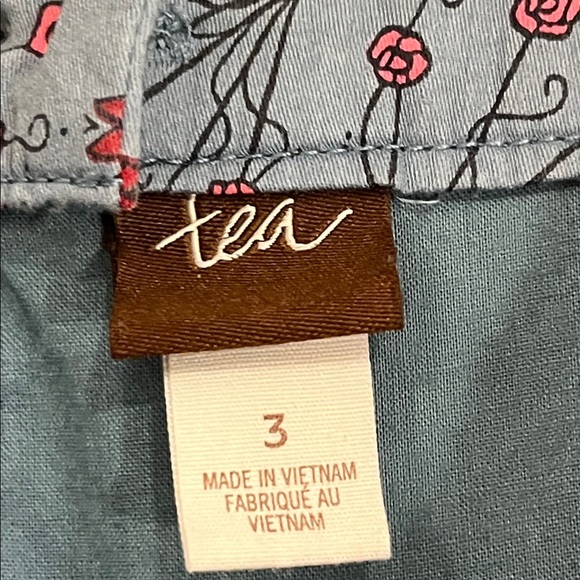 tea
3
MADE IN VIETNAM
FABRIQUÉ AU
VIETNAM